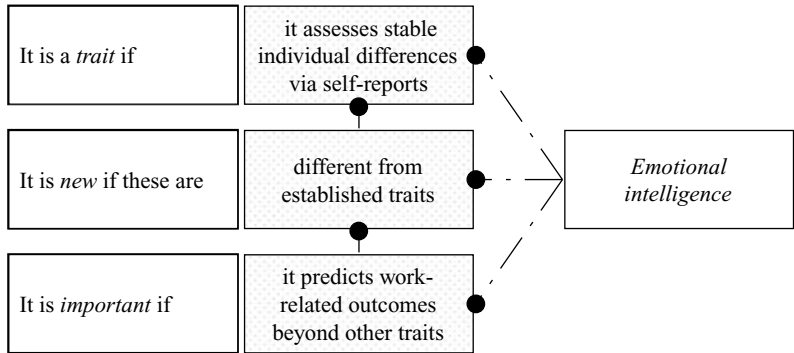 It is a trait if
it assesses stable
individual differences
via self-reports
It is new if these are
different from
established traits
Emotional
intelligence
It is important if
it predicts work-
related outcomes
beyond other traits